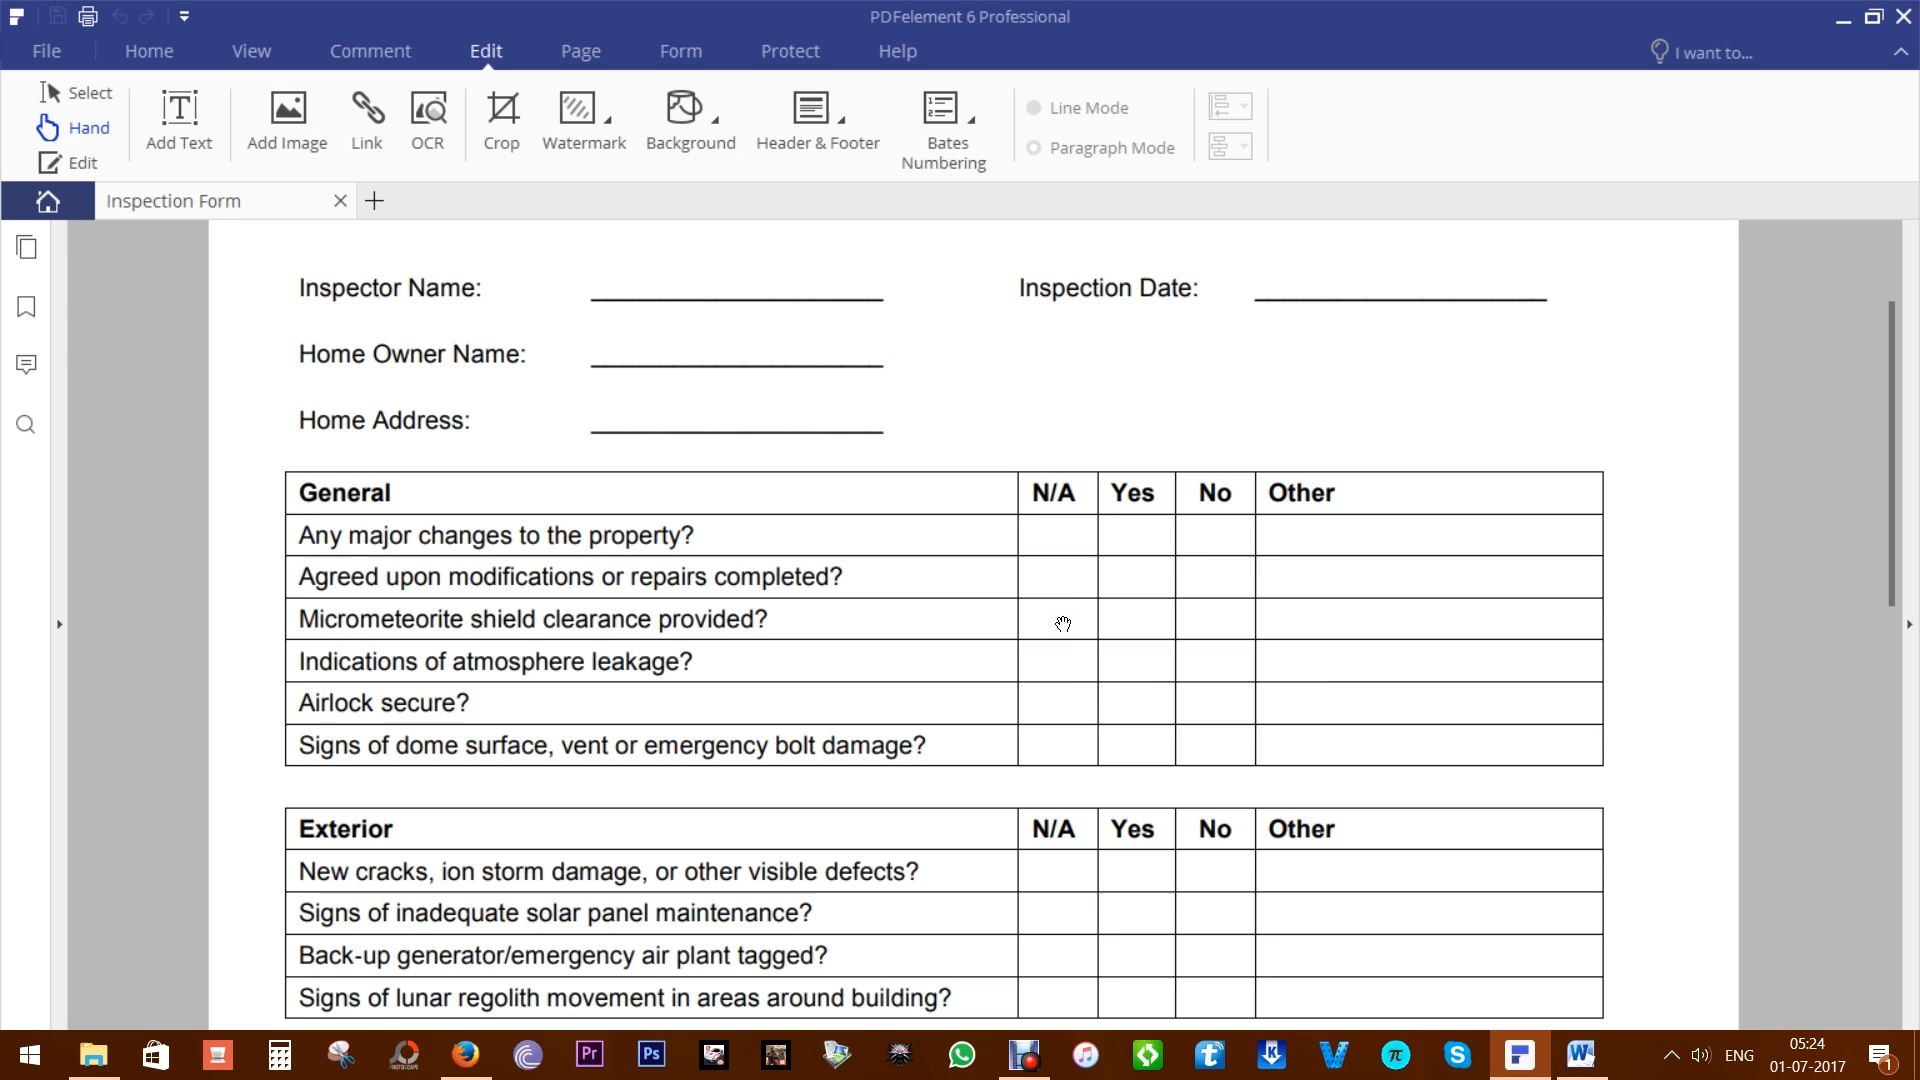 PDFelement 6 Professional
File Home View Comment Edit Page Form Protect Help I want to...
Select
Hand
Edit
Add Text Add Image Link OCR Crop Watermark Background Header & Footer Bates Numbering
Line Mode
Paragraph Mode
Inspection Form
Inspector Name: Inspection Date:
Home Owner Name:
Home Address:
General N/A Yes No Other
Any major changes to the property?
Agreed upon modifications or repairs completed?
Micrometeorite shield clearance provided?
Indications of atmosphere leakage?
Airlock secure?
Signs of dome surface, vent or emergency bolt damage?
Exterior N/A Yes No Other
New cracks, ion storm damage, or other visible defects?
Signs of inadequate solar panel maintenance?
Back-up generator/emergency air plant tagged?
Signs of lunar regolith movement in areas around building?
Pr Ps ENG 05:24
01-07-2017 1